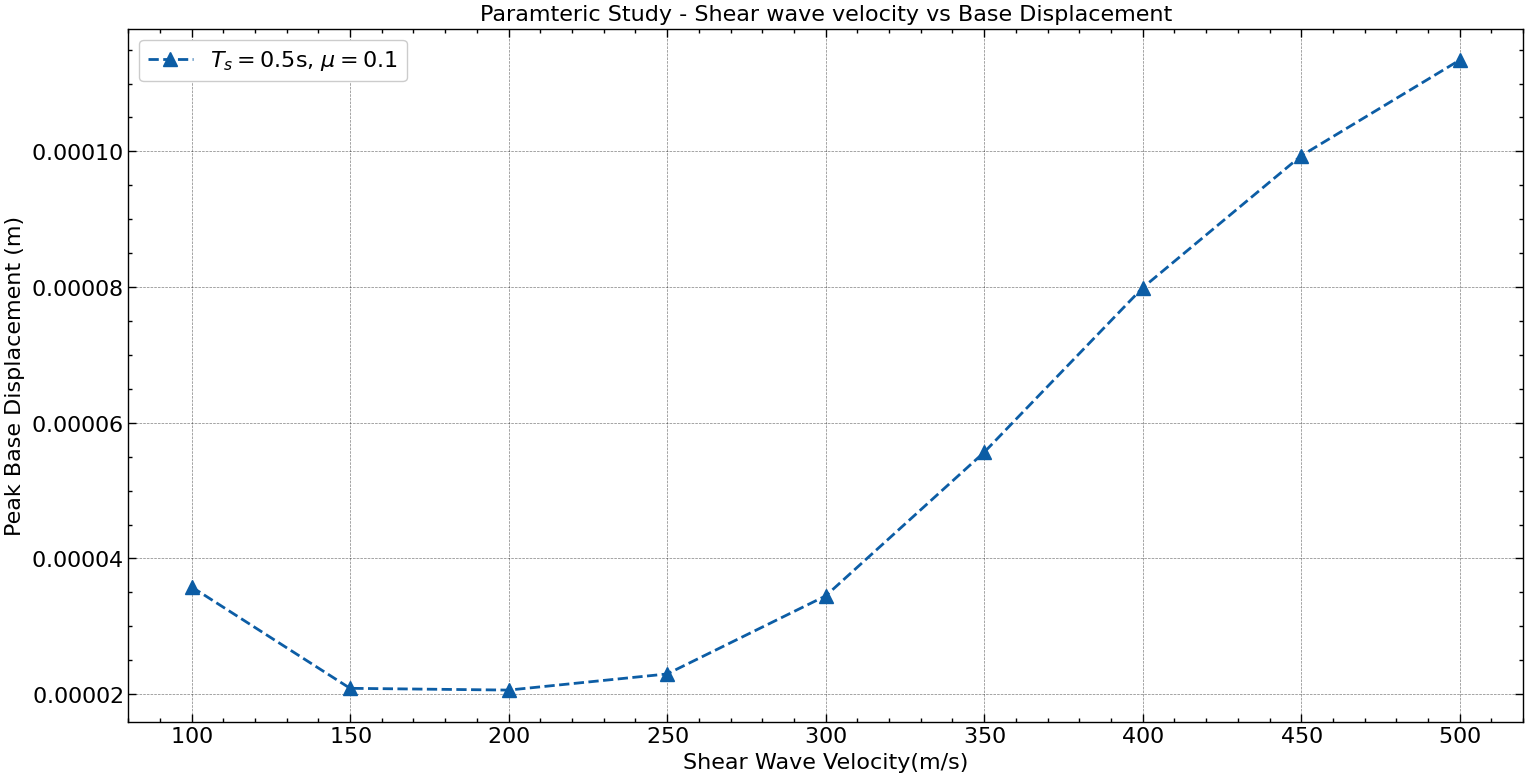 Paramteric Study - Shear wave velocity vs Base Displacement
T_s = 0.5s, μ = 0.1
Peak Base Displacement (m)
0.00010
0.00008
0.00006
0.00004
0.00002
100 150 200 250 300 350 400 450 500
Shear Wave Velocity(m/s)